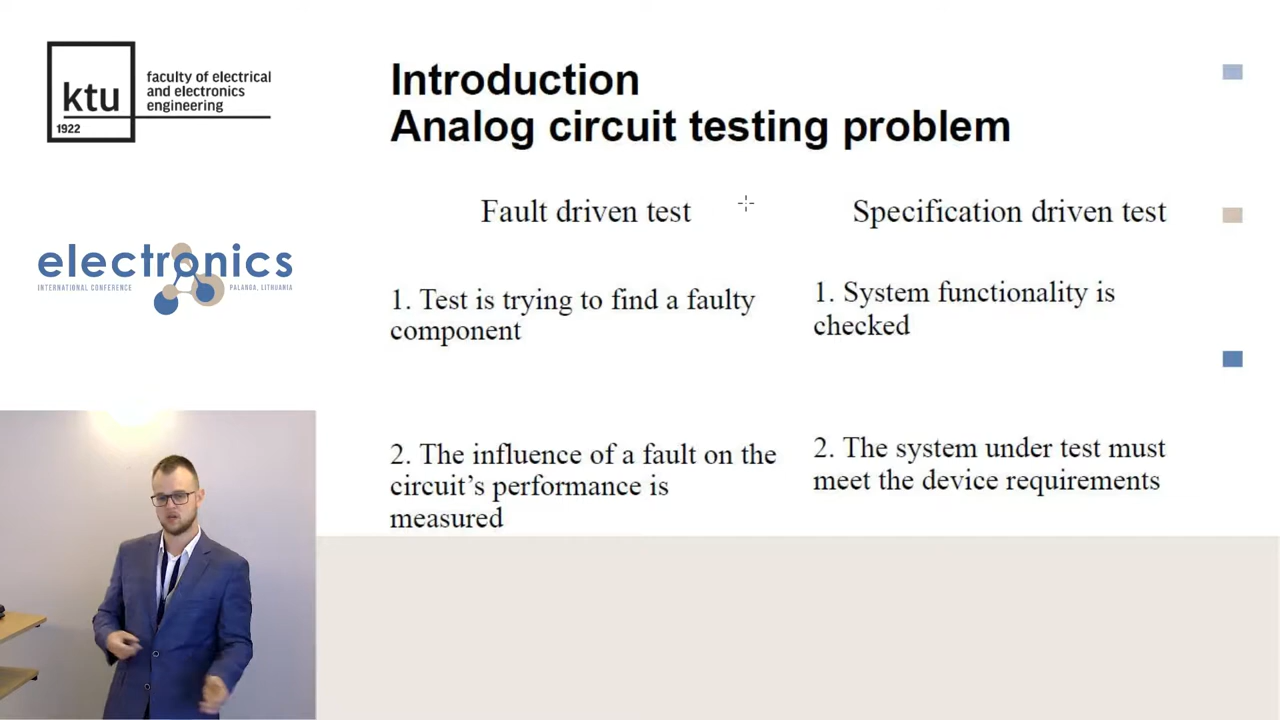 ktu
1922
faculty of electrical
and electronics
engineering
electronics
INTERNATIONAL CONFERENCE
PALANGA, LITHUANIA
Introduction
Analog circuit testing problem
Fault driven test
1. Test is trying to find a faulty
component
2. The influence of a fault on the
circuit’s performance is
measured
Specification driven test
1. System functionality is
checked
2. The system under test must
meet the device requirements